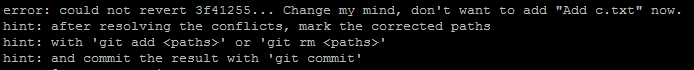 error: could not revert 3f41255... Change my mind, don't want to add "Add c.txt" now.
hint: after resolving the conflicts, mark the corrected paths
hint: with 'git add <paths>' or 'git rm <paths>'
hint: and commit the result with 'git commit'